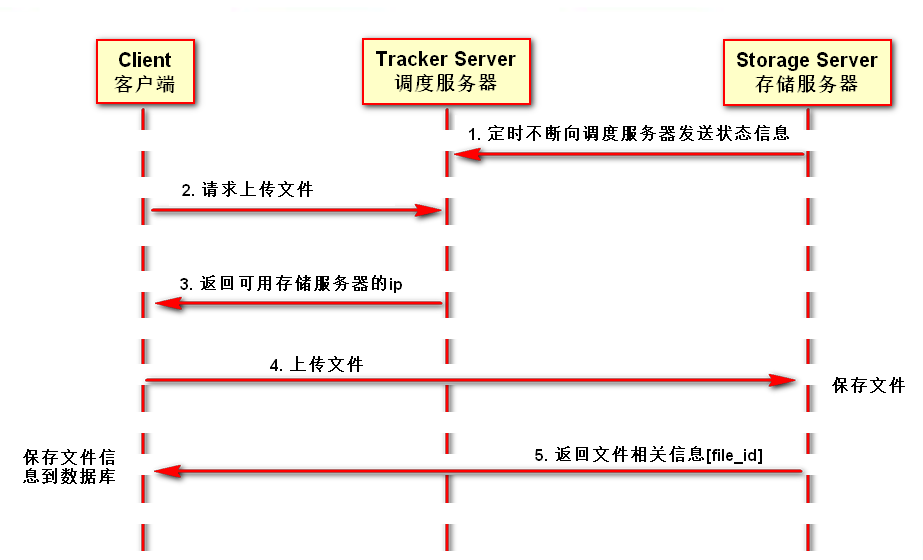 Client
客户端
Tracker Server
调度服务器
Storage Server
存储服务器
1. 定时不断向调度服务器发送状态信息
2. 请求上传文件
3. 返回可用存储服务器的ip
4. 上传文件
保存文件
5. 返回文件相关信息[file_id]
保存文件信
息到数据库